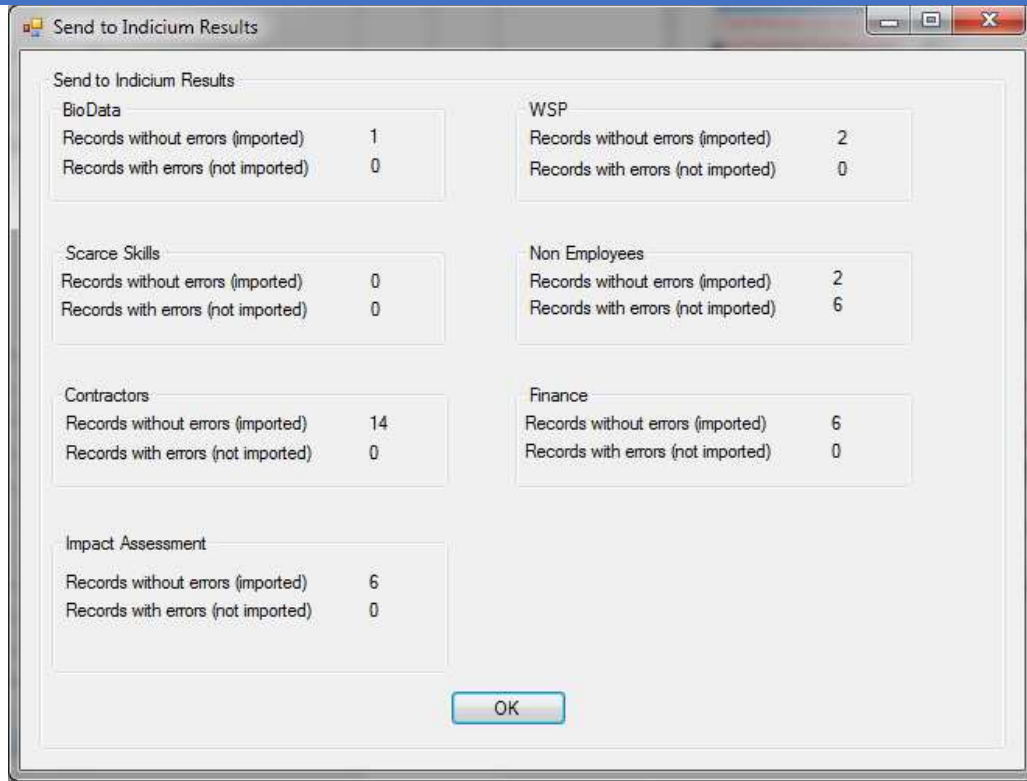 Send to Indicium Results
Send to Indicium Results
BioData
Records without errors (imported) 1
Records with errors (not imported) 0
WSP
Records without errors (imported) 2
Records with errors (not imported) 0
Scarce Skills
Records without errors (imported) 0
Records with errors (not imported) 0
Non Employees
Records without errors (imported) 2
Records with errors (not imported) 6
Contractors
Records without errors (imported) 14
Records with errors (not imported) 0
Finance
Records without errors (imported) 6
Records with errors (not imported) 0
Impact Assessment
Records without errors (imported) 6
Records with errors (not imported) 0
OK